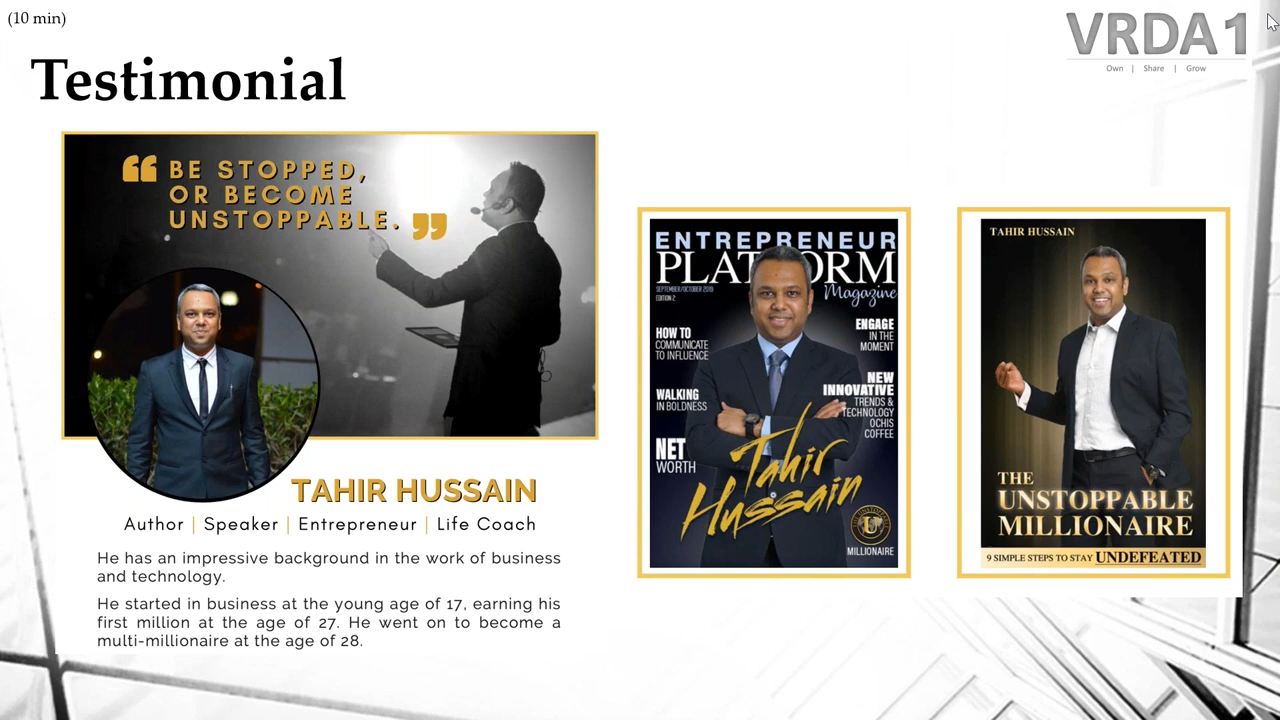 (10 min)
VRDA1
Own | Share | Grow
Testimonial
“ BE STOPPED,
OR BECOME
UNSTOPPABLE. ”
TAHIR HUSSAIN
Author | Speaker | Entrepreneur | Life Coach
He has an impressive background in the work of business
and technology.
He started in business at the young age of 17, earning his
first million at the age of 27. He went on to become a
multi-millionaire at the age of 28.
ENTREPRENEUR
PLATFORM
Magazine
SEPTEMBER/OCTOBER 2019
EDITION 2
HOW TO
COMMUNICATE
TO INFLUENCE
WALKING
IN BOLDNESS
NET
WORTH
ENGAGE
IN THE
MOMENT
NEW
INNOVATIVE
TRENDS &
TECHNOLOGY
OCHIS
COFFEE
Tahir
Hussain
U
MILLIONAIRE
TAHIR HUSSAIN
THE
UNSTOPPABLE
MILLIONAIRE
9 SIMPLE STEPS TO STAY UNDEFEATED